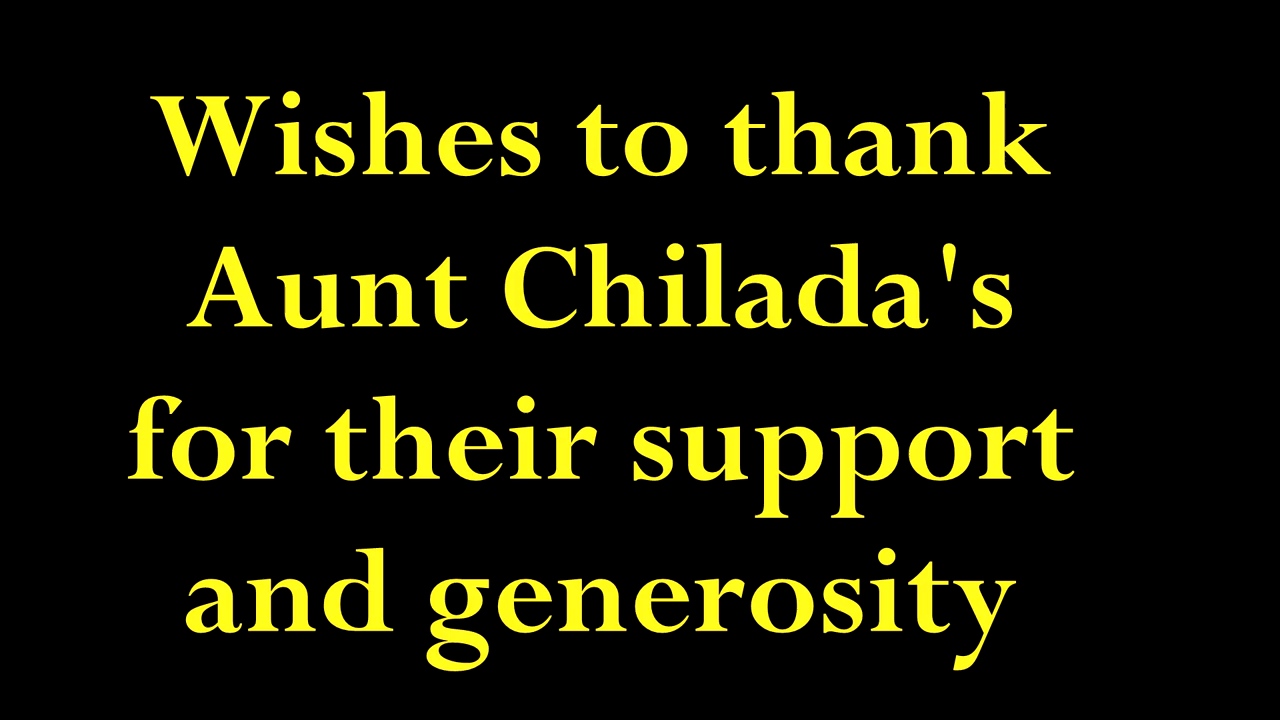 Wishes to thank
Aunt Chilada's
for their support
and generosity